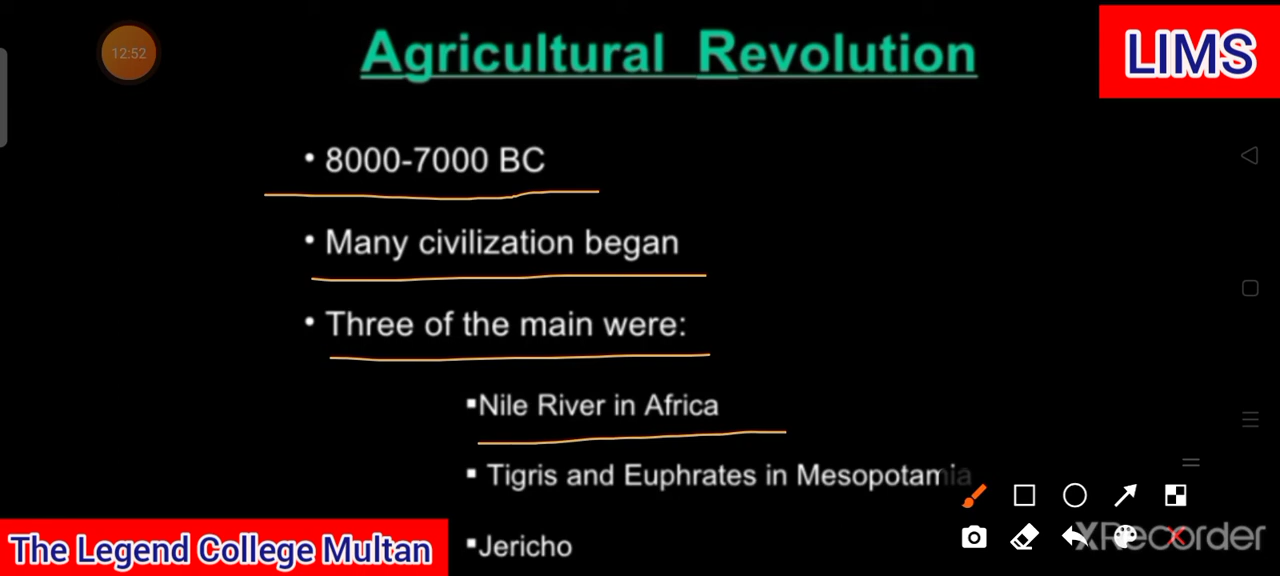 12:52
Agricultural Revolution
LIMS
• 8000-7000 BC
• Many civilization began
• Three of the main were:
▪Nile River in Africa
▪ Tigris and Euphrates in Mesopotamia
▪Jericho
The Legend College Multan
XRecorder